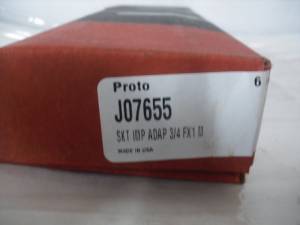 Proto
6
J07655
SKT IMP ADAP 3/4 FX1 M
MADE IN USA